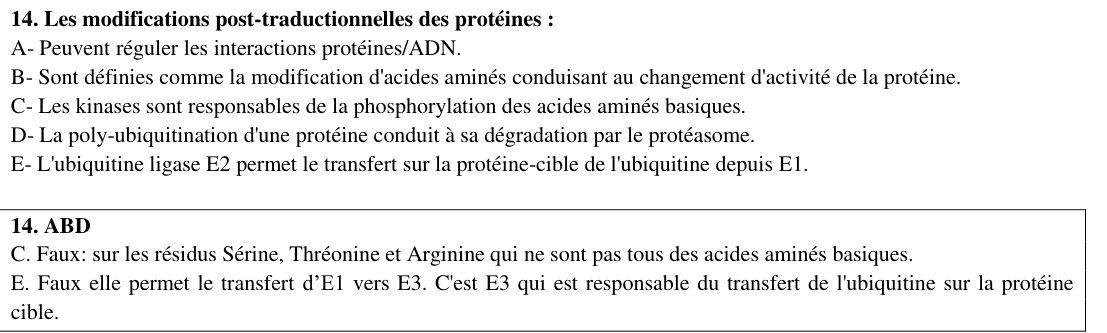 14. Les modifications post-traductionnelles des protéines :
A- Peuvent réguler les interactions protéines/ADN.
B- Sont définies comme la modification d'acides aminés conduisant au changement d'activité de la protéine.
C- Les kinases sont responsables de la phosphorylation des acides aminés basiques.
D- La poly-ubiquitination d'une protéine conduit à sa dégradation par le protéasome.
E- L'ubiquitine ligase E2 permet le transfert sur la protéine-cible de l'ubiquitine depuis E1.
14. ABD
C. Faux: sur les résidus Sérine, Thréonine et Arginine qui ne sont pas tous des acides aminés basiques.
E. Faux elle permet le transfert d’E1 vers E3. C'est E3 qui est responsable du transfert de l'ubiquitine sur la protéine
cible.